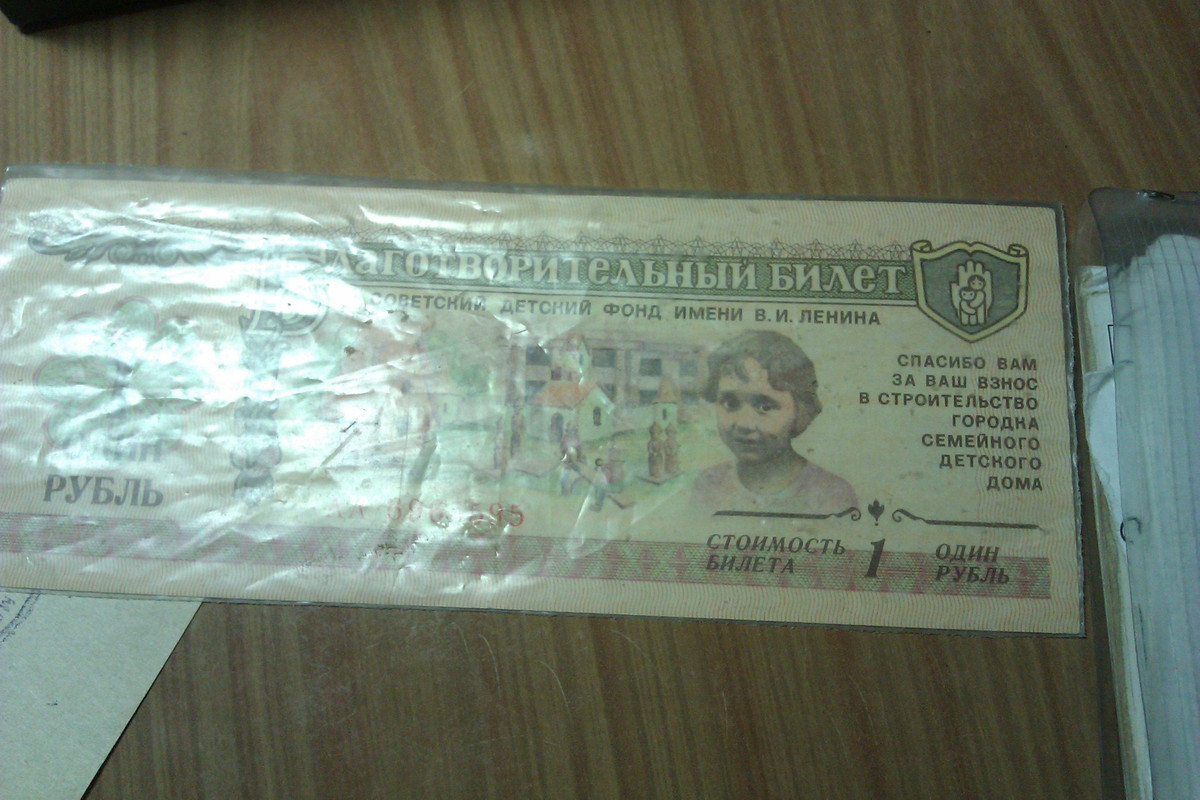 Благотворительный билет
СОВЕТСКИЙ ДЕТСКИЙ ФОНД ИМЕНИ В.И. ЛЕНИНА
СПАСИБО ВАМ
ЗА ВАШ ВЗНОС
В СТРОИТЕЛЬСТВО
ГОРОДКА
СЕМЕЙНОГО
ДЕТСКОГО
ДОМА
ОДИН
РУБЛЬ
СТОИМОСТЬ
БИЛЕТА
1
ОДИН
РУБЛЬ